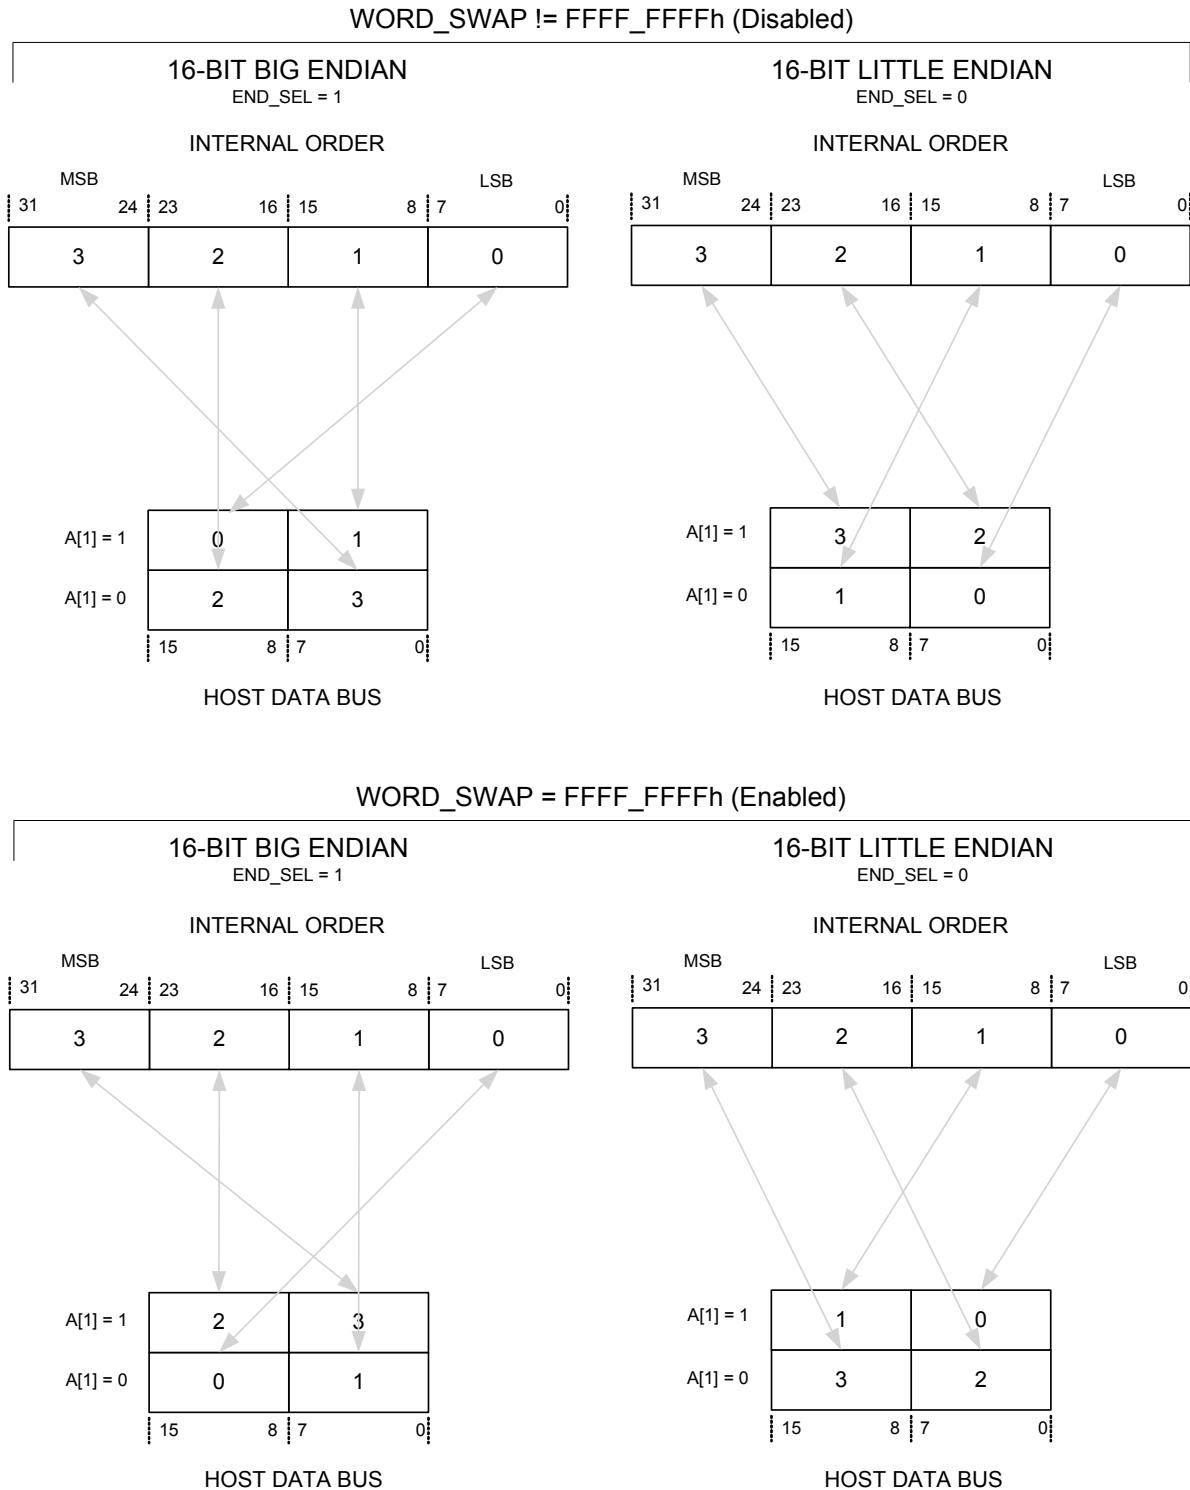 WORD_SWAP != FFFF_FFFFh (Disabled)
16-BIT BIG ENDIAN
END_SEL = 1
INTERNAL ORDER
MSB LSB
31 24 23 16 15 8 7 0
3 2 1 0
A[1] = 1 0 1
A[1] = 0 2 3
15 8 7 0
HOST DATA BUS
16-BIT LITTLE ENDIAN
END_SEL = 0
INTERNAL ORDER
MSB LSB
31 24 23 16 15 8 7 0
3 2 1 0
A[1] = 1 3 2
A[1] = 0 1 0
15 8 7 0
HOST DATA BUS
WORD_SWAP = FFFF_FFFFh (Enabled)
16-BIT BIG ENDIAN
END_SEL = 1
INTERNAL ORDER
MSB LSB
31 24 23 16 15 8 7 0
3 2 1 0
A[1] = 1 2 3
A[1] = 0 0 1
15 8 7 0
HOST DATA BUS
16-BIT LITTLE ENDIAN
END_SEL = 0
INTERNAL ORDER
MSB LSB
31 24 23 16 15 8 7 0
3 2 1 0
A[1] = 1 1 0
A[1] = 0 3 2
15 8 7 0
HOST DATA BUS